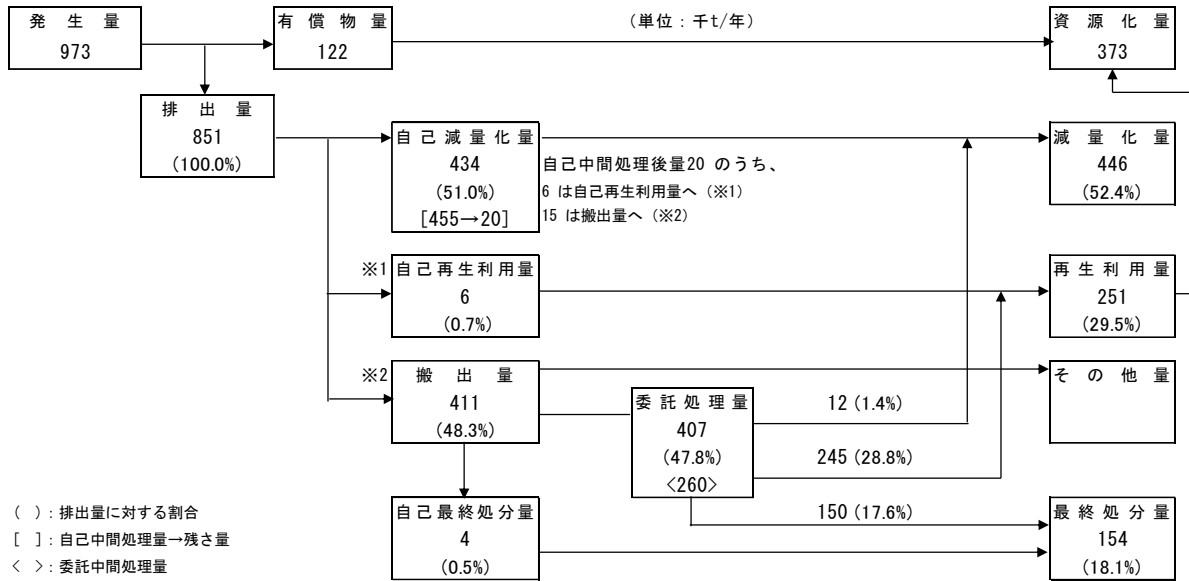 発生量
973
有償物量
122
(単位：千t/年)
資源化量
373
排出量
851
(100.0%)
自己減量化量
434
(51.0%)
[455→20]
自己中間処理後量20 のうち、
6 は自己再生利用量へ (※1)
15 は搬出量へ (※2)
減量化量
446
(52.4%)
※1
自己再生利用量
6
(0.7%)
再生利用量
251
(29.5%)
※2
搬出量
411
(48.3%)
その他量
委託処理量
407
(47.8%)
<260>
12 (1.4%)
245 (28.8%)
150 (17.6%)
自己最終処分量
4
(0.5%)
最終処分量
154
(18.1%)
( )：排出量に対する割合
[ ]：自己中間処理量→残さ量
< >：委託中間処理量